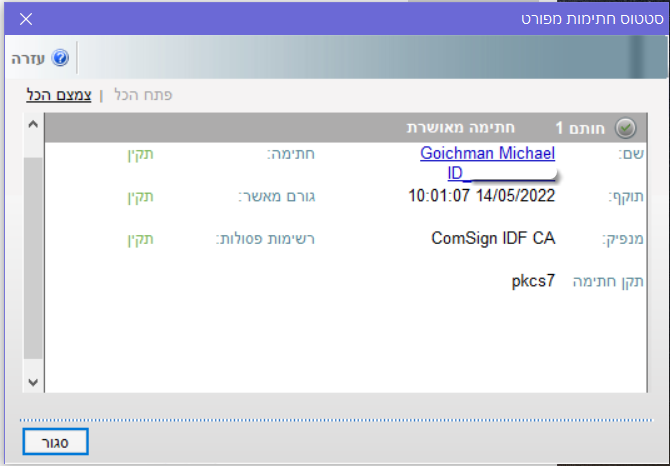 סטטוס חתימות מפורט
עזרה
פתח הכל | צמצם הכל
חותם 1 חתימה מאושרת
שם: Goichman Michael חתימה: תקין
ID_
תוקף: 10:01:07 14/05/2022 גורם מאשר: תקין
מנפיק: ComSign IDF CA רשימות פסולות: תקין
תקן חתימה pkcs7
סגור